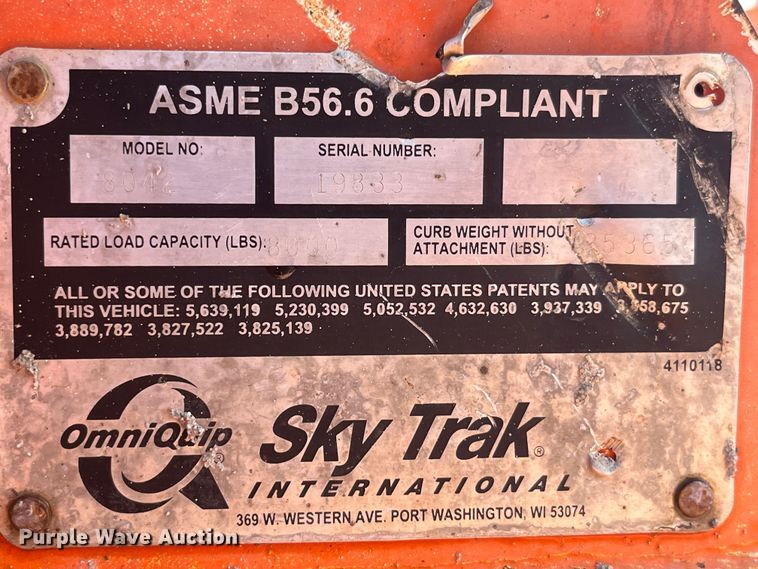 ASME B56.6 COMPLIANT
MODEL NO: SERIAL NUMBER:
8042 19833
RATED LOAD CAPACITY (LBS): 8000 CURB WEIGHT WITHOUT
ATTACHMENT (LBS):
ALL OR SOME OF THE FOLLOWING UNITED STATES PATENTS MAY APPLY TO
THIS VEHICLE: 5,639,119 5,230,399 5,052,532 4,632,630 3,937,339 3,858,675
3,889,782 3,827,522 3,825,139
4110118
OmniQuip ® Sky Trak®
INTERNATIONAL
369 W. WESTERN AVE. PORT WASHINGTON, WI 53074
Purple Wave Auction